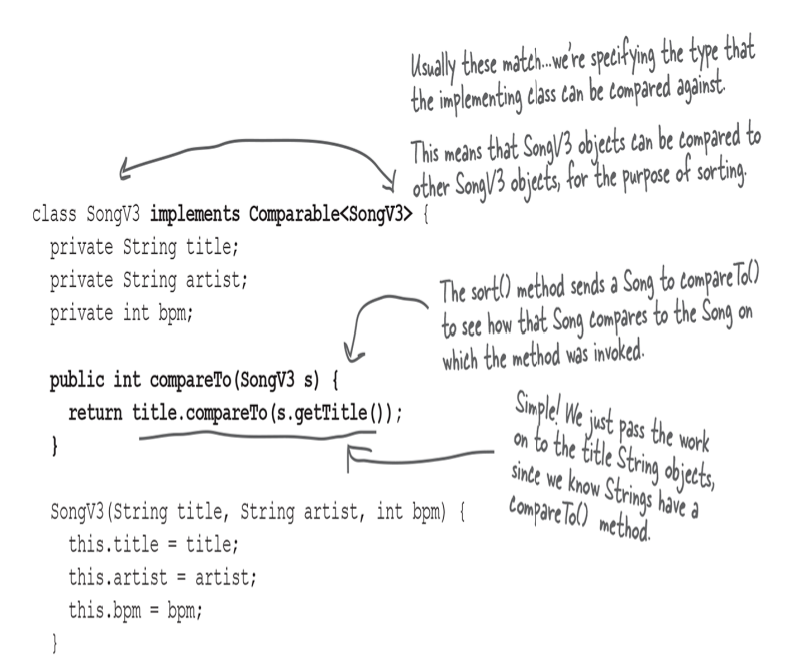 Usually these match...we're specifying the type that
the implementing class can be compared against.
This means that SongV3 objects can be compared to
other SongV3 objects, for the purpose of sorting.
class SongV3 implements Comparable<SongV3> {
private String title;
private String artist;
private int bpm;
The sort() method sends a Song to compareTo()
to see how that Song compares to the Song on
which the method was invoked.
public int compareTo(SongV3 s) {
return title.compareTo(s.getTitle());
}
Simple! We just pass the work
on to the title String objects,
since we know Strings have a
compareTo() method.
SongV3(String title, String artist, int bpm) {
this.title = title;
this.artist = artist;
this.bpm = bpm;
}